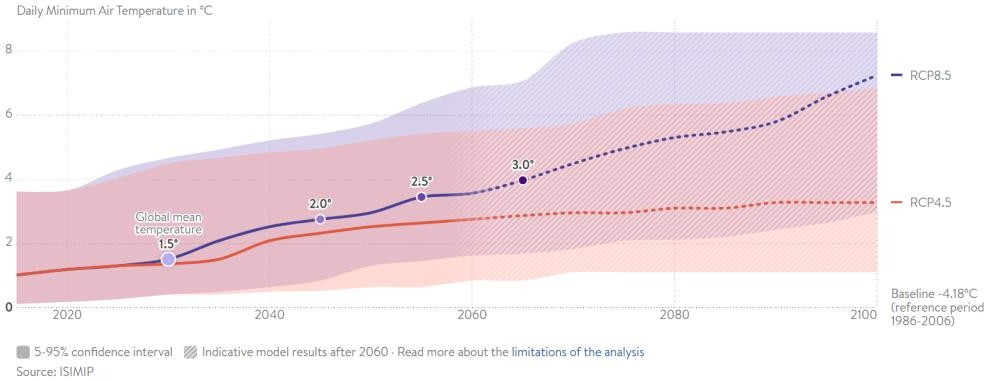 Daily Minimum Air Temperature in °C
8
6
4
2
0
Global mean
temperature
1.5°
2.0°
2.5°
3.0°
RCP8.5
RCP4.5
Baseline -4.18°C
(reference period
1986-2006)
2020
2040
2060
2080
2100
5-95% confidence interval
Indicative model results after 2060 · Read more about the limitations of the analysis
Source: ISIMIP